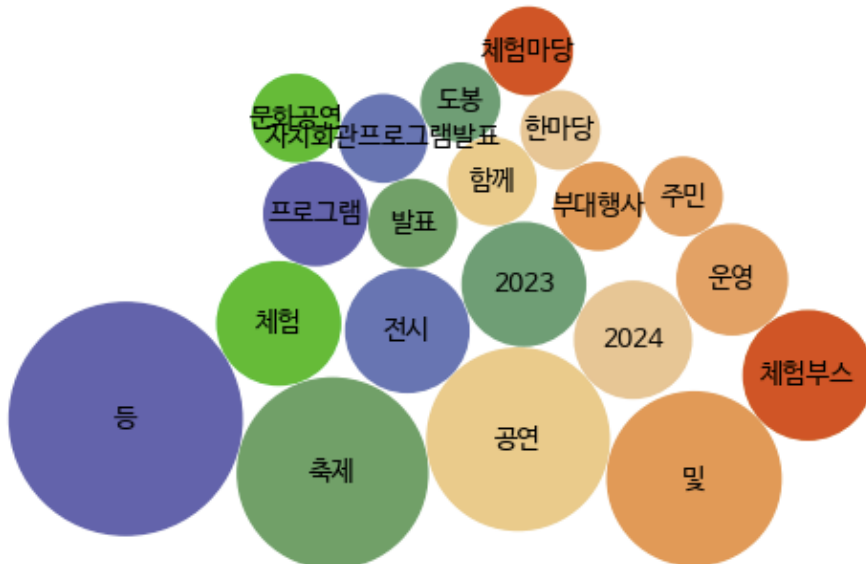 체험마당
도봉
문화공연
자치회관프로그램발표
한마당
함께
프로그램
발표
부대행사
주민
2023
운영
체험
전시
2024
체험부스
등
축제
공연
및